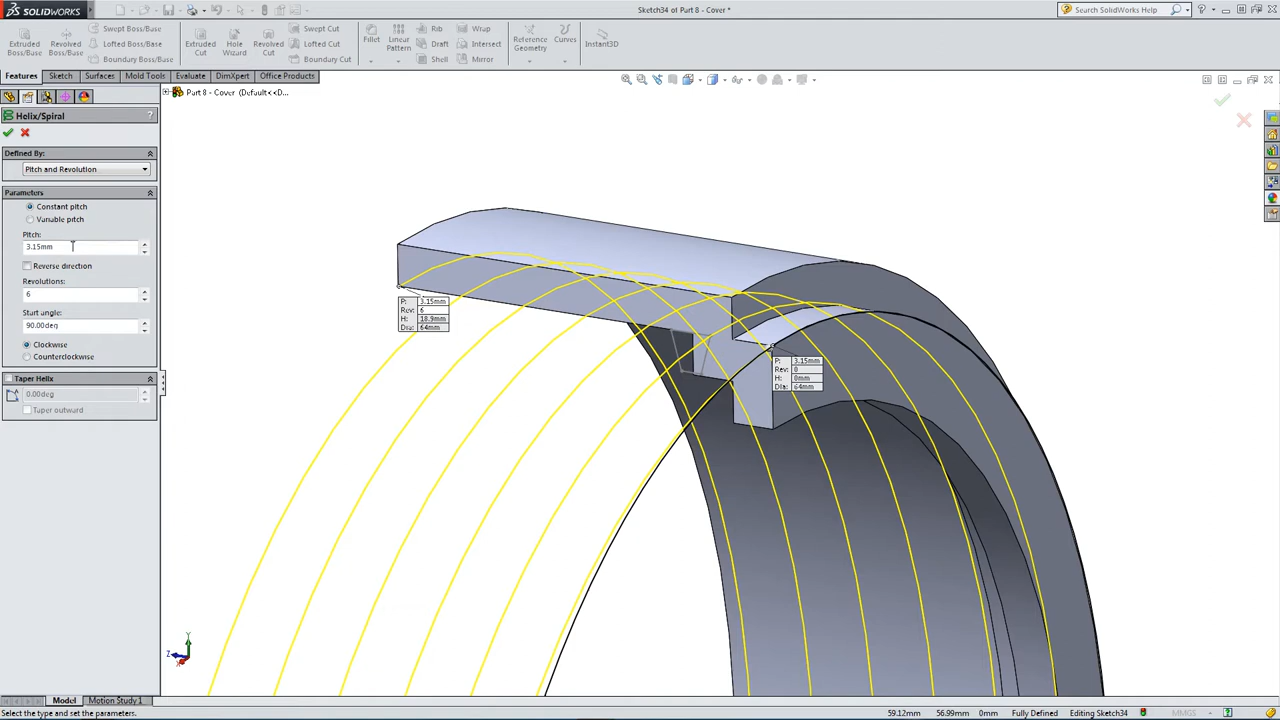 SOLIDWORKS
Sketch34 of Part 8 - Cover *
Search SolidWorks Help
Extruded Boss/Base
Revolved Boss/Base
Swept Boss/Base
Lofted Boss/Base
Boundary Boss/Base
Extruded Cut
Hole Wizard
Revolved Cut
Swept Cut
Lofted Cut
Boundary Cut
Fillet
Linear Pattern
Rib
Draft
Shell
Wrap
Intersect
Mirror
Reference Geometry
Curves
Instant3D
Features
Sketch
Surfaces
Mold Tools
Evaluate
DimXpert
Office Products
Part 8 - Cover (Default<<D...
Helix/Spiral
?
Defined By:
Pitch and Revolution
Parameters
Constant pitch
Variable pitch
Pitch:
3.15mm
Reverse direction
Revolutions:
6
Start angle:
90.00deg
Clockwise
Counterclockwise
Taper Helix
0.00deg
Taper outward
P: 3.15mm
Rev: 6
H: 18.9mm
Dia: 64mm
P: 3.15mm
Rev: 0
H: 0mm
Dia: 64mm
Y
Z
X
Model
Motion Study 1
Select the type and set the parameters.
59.12mm
56.99mm
0mm
Fully Defined
Editing Sketch34
MMGS